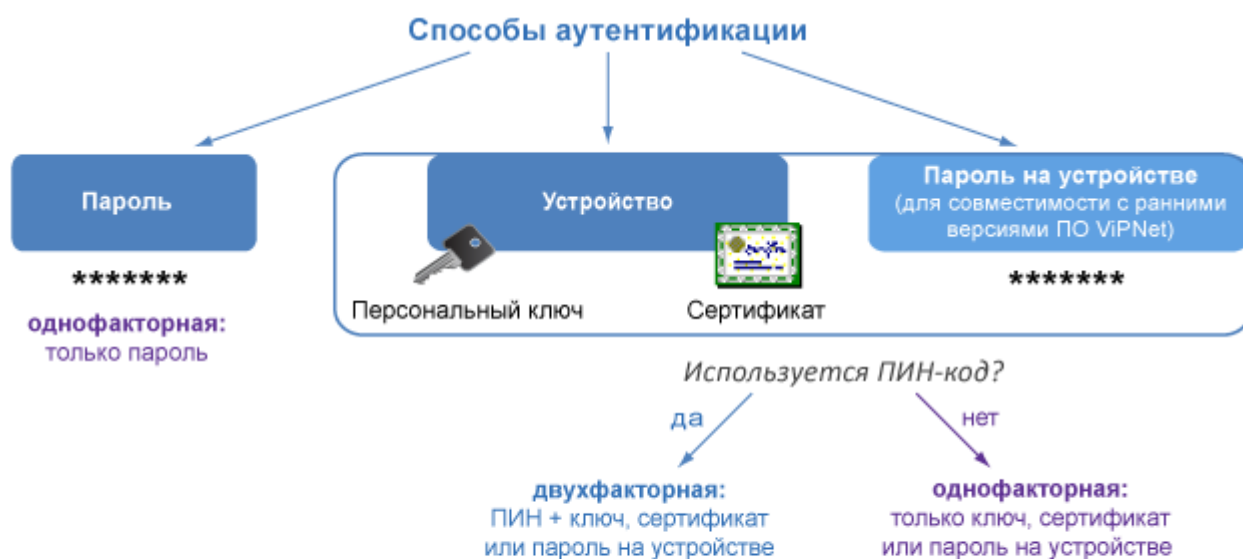 Способы аутентификации
Пароль
*******
однофакторная:
только пароль
Устройство
Персональный ключ
Сертификат
Пароль на устройстве
(для совместимости с ранними
версиями ПО ViPNet)
*******
Используется ПИН-код?
да
нет
двухфакторная:
ПИН + ключ, сертификат
или пароль на устройстве
однофакторная:
только ключ, сертификат
или пароль на устройстве